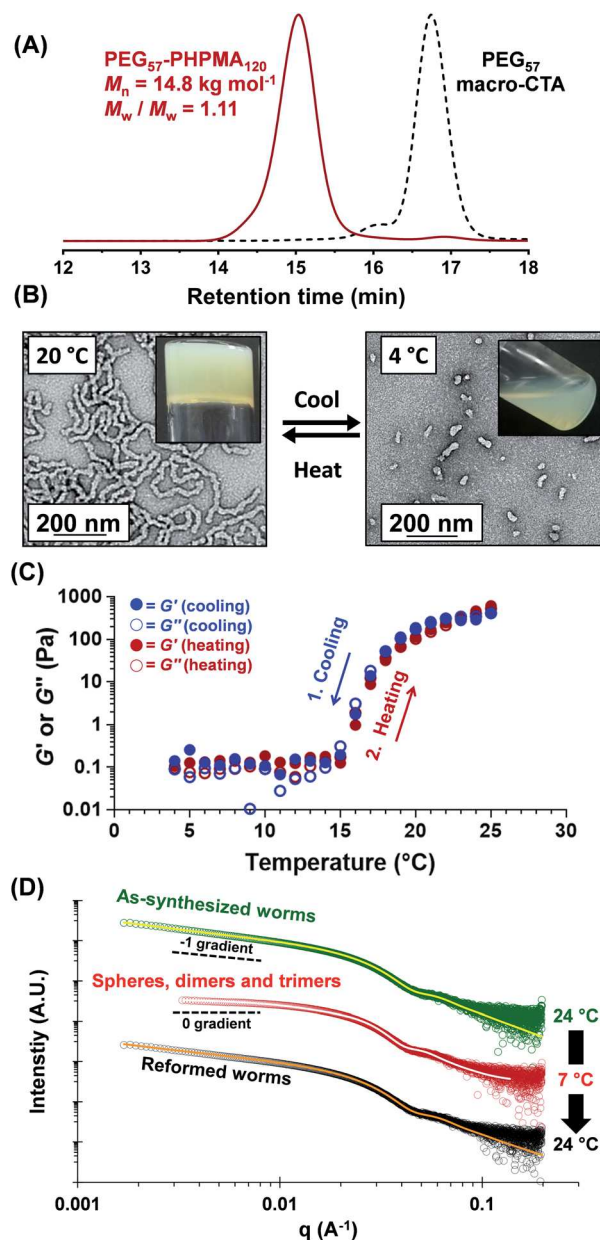 (A)
PEG57-PHPMA120
Mn = 14.8 kg mol-1
Mw / Mw = 1.11
PEG57
macro-CTA
12 13 14 15 16 17 18
Retention time (min)
(B)
20 °C
200 nm
Cool
Heat
4 °C
200 nm
(C)
G' or G'' (Pa)
1000
100
10
1
0.1
0.01
= G' (cooling)
= G'' (cooling)
= G' (heating)
= G'' (heating)
1. Cooling
2. Heating
0 5 10 15 20 25 30
Temperature (°C)
(D)
Intenstiy (A.U.)
As-synthesized worms
-1 gradient
Spheres, dimers and trimers
0 gradient
Reformed worms
24 °C
7 °C
24 °C
0.001 0.01 0.1
q (A-1)